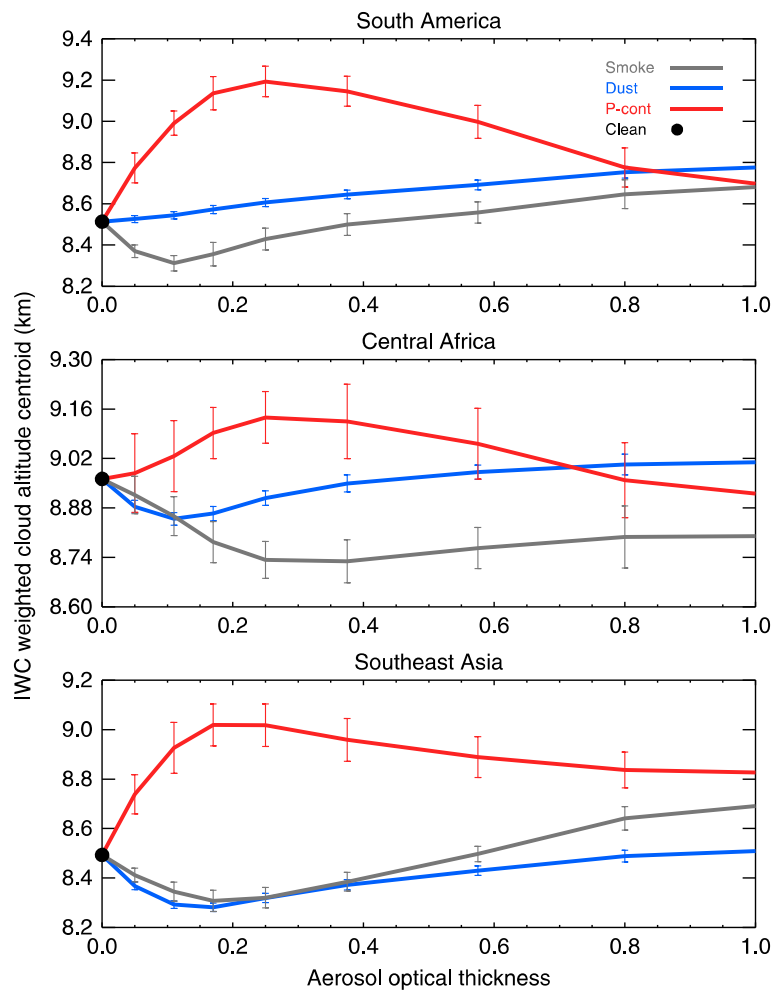 South America
9.4
9.2
9.0
8.8
8.6
8.4
8.2
Smoke
Dust
P-cont
Clean
0.0 0.2 0.4 0.6 0.8 1.0
Central Africa
9.30
9.16
9.02
8.88
8.74
8.60
0.0 0.2 0.4 0.6 0.8 1.0
IWC weighted cloud altitude centroid (km)
Southeast Asia
9.2
9.0
8.8
8.6
8.4
8.2
0.0 0.2 0.4 0.6 0.8 1.0
Aerosol optical thickness